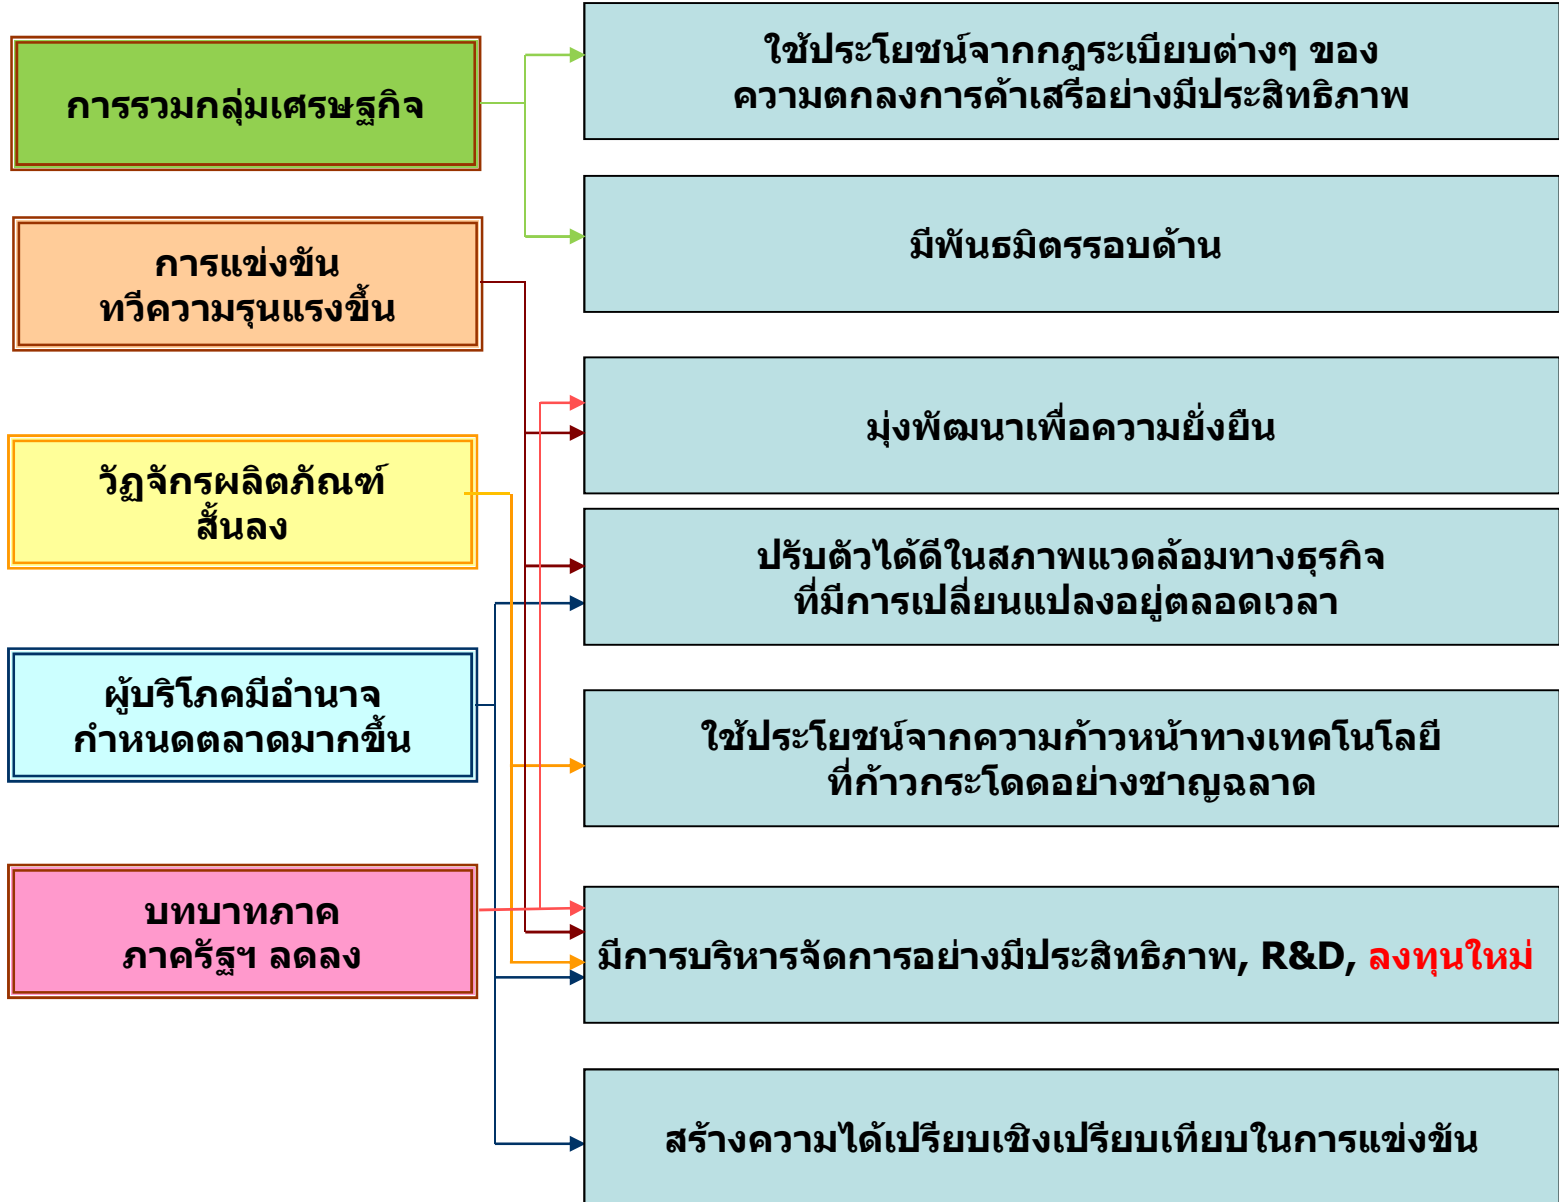 การรวมกลุ่มเศรษฐกิจ
การแข่งขัน
ทวีความรุนแรงขึ้น
วัฏจักรผลิตภัณฑ์
สั้นลง
ผู้บริโภคมีอำนาจ
กำหนดตลาดมากขึ้น
บทบาทภาค
ภาครัฐฯ ลดลง
ใช้ประโยชน์จากกฎระเบียบต่างๆ ของ
ความตกลงการค้าเสรีอย่างมีประสิทธิภาพ
มีพันธมิตรรอบด้าน
มุ่งพัฒนาเพื่อความยั่งยืน
ปรับตัวได้ดีในสภาพแวดล้อมทางธุรกิจ
ที่มีการเปลี่ยนแปลงอยู่ตลอดเวลา
ใช้ประโยชน์จากความก้าวหน้าทางเทคโนโลยี
ที่ก้าวกระโดดอย่างชาญฉลาด
มีการบริหารจัดการอย่างมีประสิทธิภาพ, R&D, ลงทุนใหม่
สร้างความได้เปรียบเชิงเปรียบเทียบในการแข่งขัน